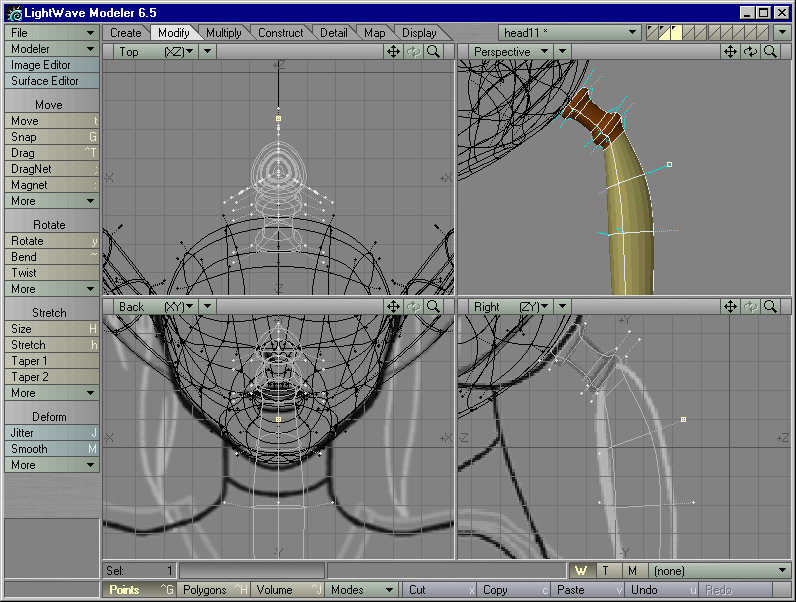 LightWave Modeler 6.5
File
Create Modify Multiply Construct Detail Map Display
head11 *
Modeler
Top (XZ)
Perspective
Image Editor
Surface Editor
Move
Move t
Snap G
Drag ^T
DragNet ;
Magnet :
More
Rotate
Rotate y
Bend ~
Twist
More
Stretch
Size H
Stretch h
Taper 1
Taper 2
More
Deform
Jitter J
Smooth M
More
+Z
-X +X
-Z
Back (XY)
Right (ZY)
-X +X
-Y
+Y
-Z +Z
-Y
Sel: 1
W T M (none)
Points ^G Polygons ^H Volume ^J Modes Cut x Copy c Paste v Undo u Redo